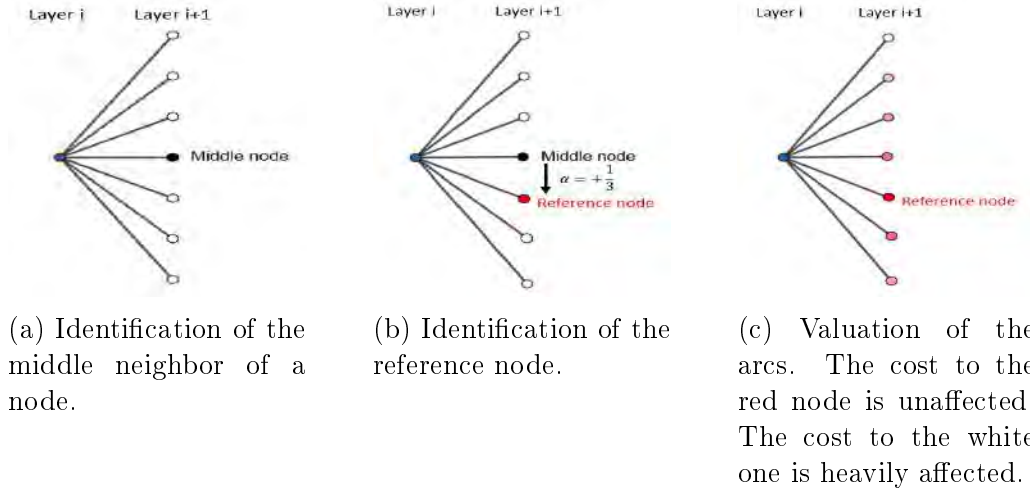 Layer i Layer i+1
Middle node
(a) Identification of the
middle neighbor of a
node.
Layer i Layer i+1
Middle node
α = +1/3
Reference node
(b) Identification of the
reference node.
Layer i Layer i+1
Reference node
(c) Valuation of the
arcs. The cost to the
red node is unaffected
The cost to the white
one is heavily affected.